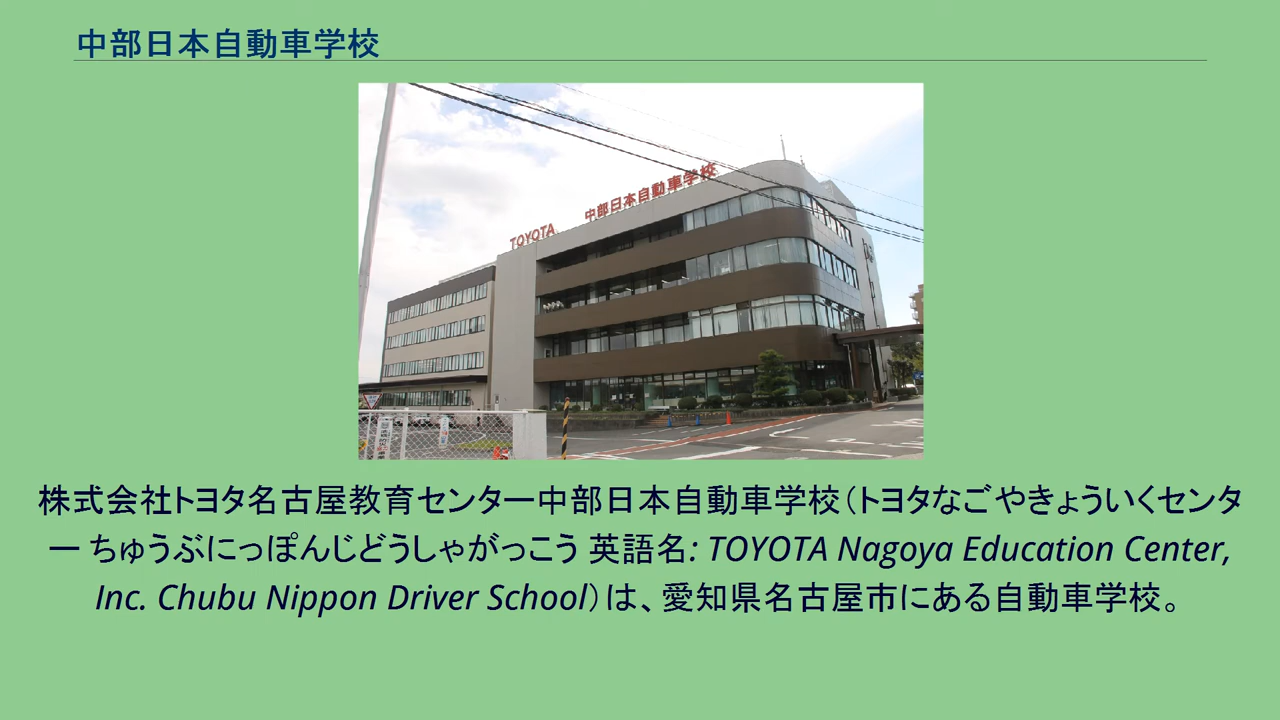 中部日本自動車学校
TOYOTA 中部日本自動車学校
株式会社トヨタ名古屋教育センター中部日本自動車学校（トヨタなごやきょういくセンタ
ー ちゅうぶにっぽんじどうしゃがっこう 英語名: TOYOTA Nagoya Education Center,
Inc. Chubu Nippon Driver School）は、愛知県名古屋市にある自動車学校。